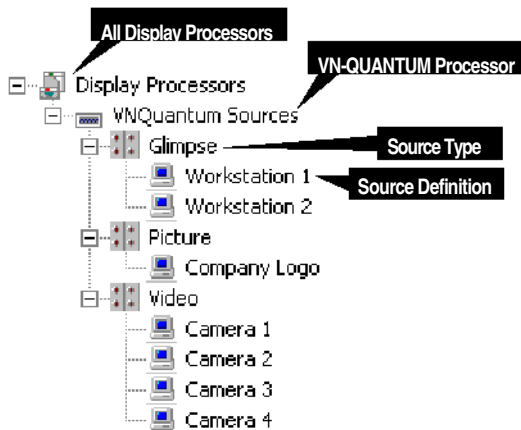 All Display Processors
VN-QUANTUM Processor
Display Processors
VNQuantum Sources
Glimpse
Source Type
Workstation 1
Source Definition
Workstation 2
Picture
Company Logo
Video
Camera 1
Camera 2
Camera 3
Camera 4